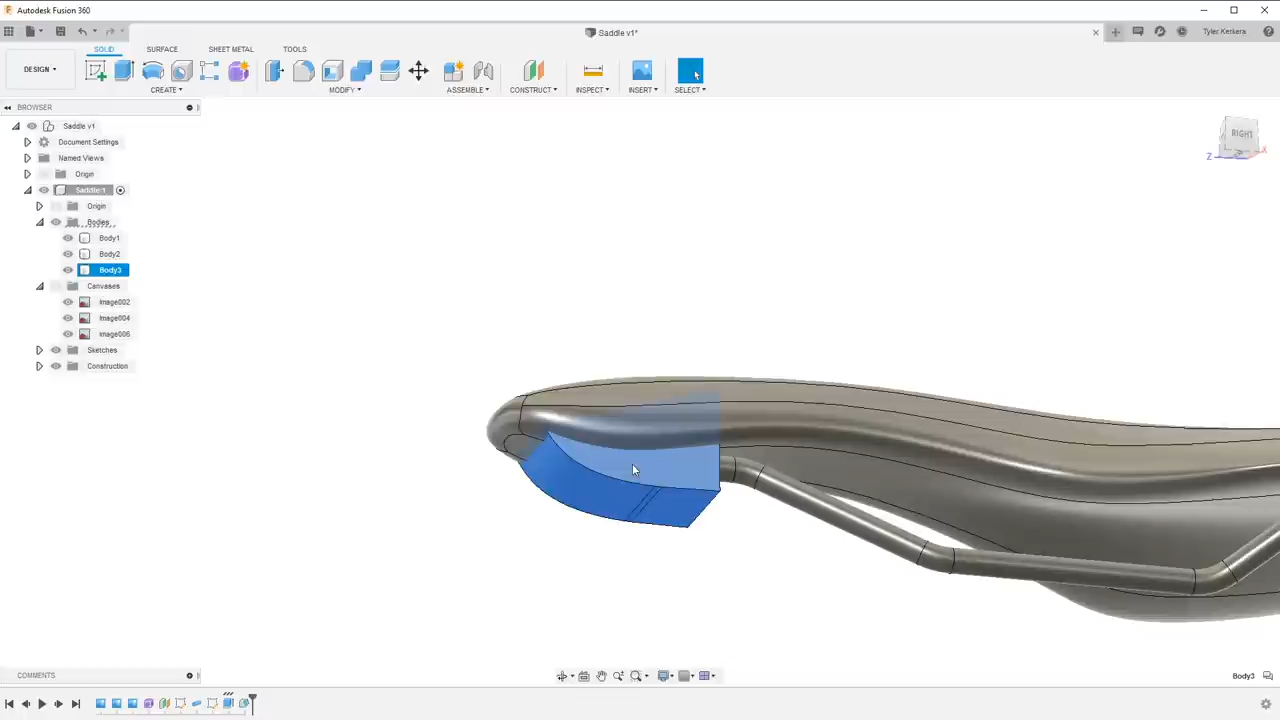 Autodesk Fusion 360
Saddle v1*
Tyler Kerkera
DESIGN
SOLID SURFACE SHEET METAL TOOLS
CREATE MODIFY ASSEMBLE CONSTRUCT INSPECT INSERT SELECT
BROWSER
Saddle v1
Document Settings
Named Views
Origin
Saddle:1
Origin
Bodies
Body1
Body2
Body3
Canvases
Image002
Image004
Image006
Sketches
Construction
RIGHT
Z X
COMMENTS
Body3